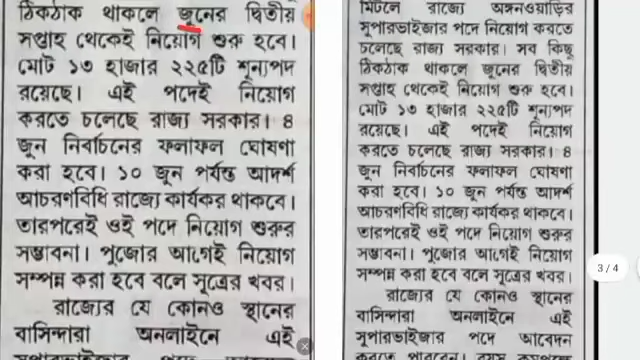 ঠিকঠাক থাকলে জুনের দ্বিতীয়
সপ্তাহ থেকেই নিয়োগ শুরু হবে।
মোট ১৩ হাজার ২২৫টি শূন্যপদ
রয়েছে। এই পদেই নিয়োগ
করতে চলেছে রাজ্য সরকার। ৪
জুন নির্বাচনের ফলাফল ঘোষণা
করা হবে। ১০ জুন পর্যন্ত আদর্শ
আচরণবিধি রাজ্যে কার্যকর থাকবে।
তারপরেই ওই পদে নিয়োগ শুরুর
সম্ভাবনা। পুজোর আগেই নিয়োগ
সম্পন্ন করা হবে বলে সূত্রের খবর।
রাজ্যের যে কোনও স্থানের
বাসিন্দারা অনলাইনে এই
মিটলে রাজ্যে অঙ্গনওয়াড়ির
সুপারভাইজার পদে নিয়োগ করতে
চলেছে রাজ্য সরকার। সব কিছু
ঠিকঠাক থাকলে জুনের দ্বিতীয়
সপ্তাহ থেকেই নিয়োগ শুরু হবে।
মোট ১৩ হাজার ২২৫টি শূন্যপদ
রয়েছে। এই পদেই নিয়োগ
করতে চলেছে রাজ্য সরকার। ৪
জুন নির্বাচনের ফলাফল ঘোষণা
করা হবে। ১০ জুন পর্যন্ত আদর্শ
আচরণবিধি রাজ্যে কার্যকর থাকবে।
তারপরেই ওই পদে নিয়োগ শুরুর
সম্ভাবনা। পুজোর আগেই নিয়োগ
সম্পন্ন করা হবে বলে সূত্রের খবর।
রাজ্যের যে কোনও স্থানের
বাসিন্দারা অনলাইনে এই
সুপারভাইজার পদে আবেদন
করতে পারবেন।
3/4